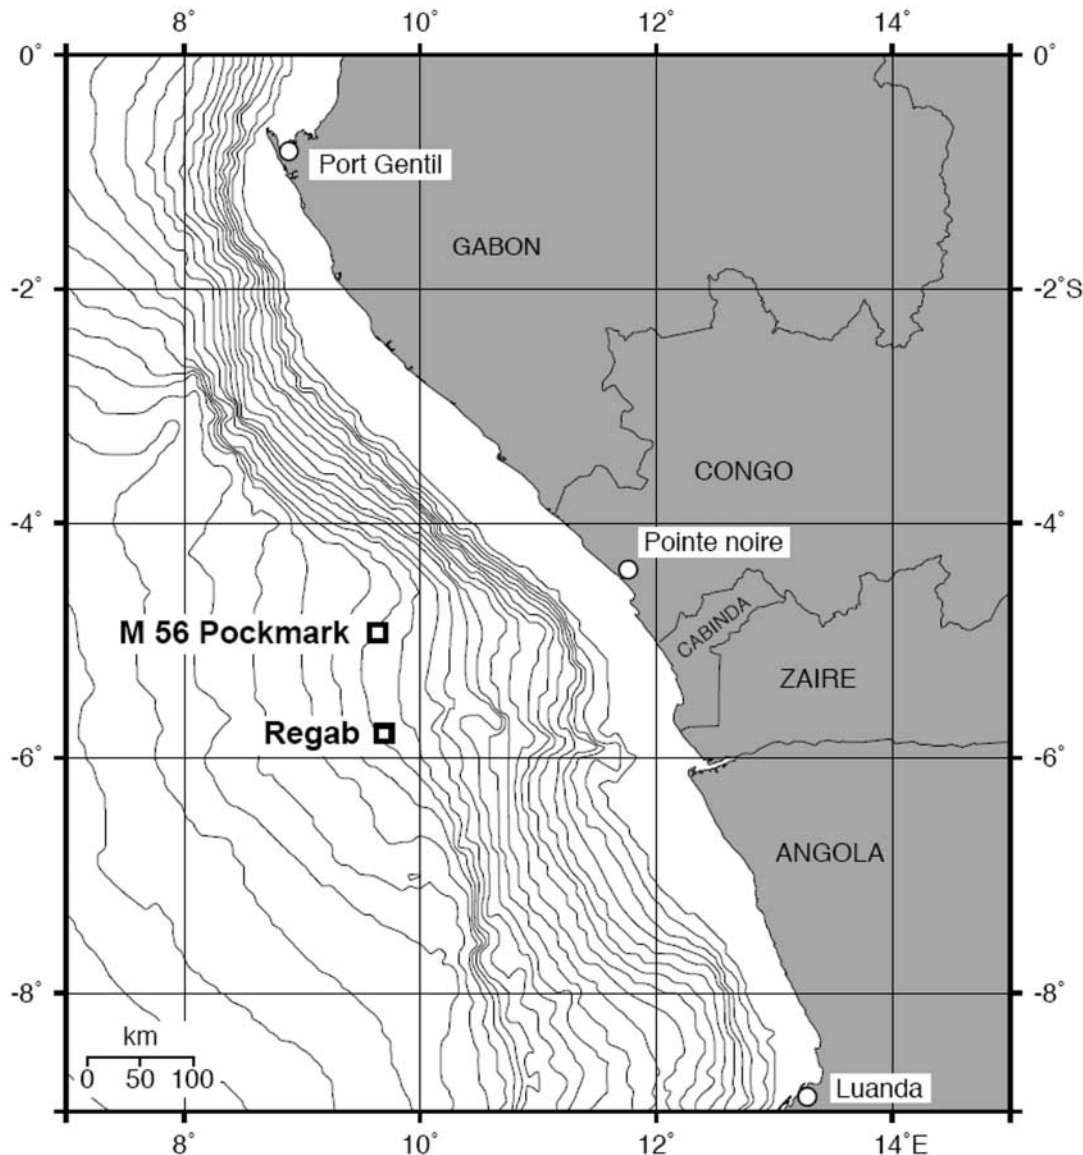 8˚ 10˚ 12˚ 14˚
0˚ 0˚
Port Gentil
GABON
-2˚ -2˚S
CONGO
-4˚ -4˚
Pointe noire
CABINDA
M 56 Pockmark
ZAIRE
Regab
-6˚ -6˚
ANGOLA
-8˚ -8˚
km
0 50 100
Luanda
8˚ 10˚ 12˚ 14˚E